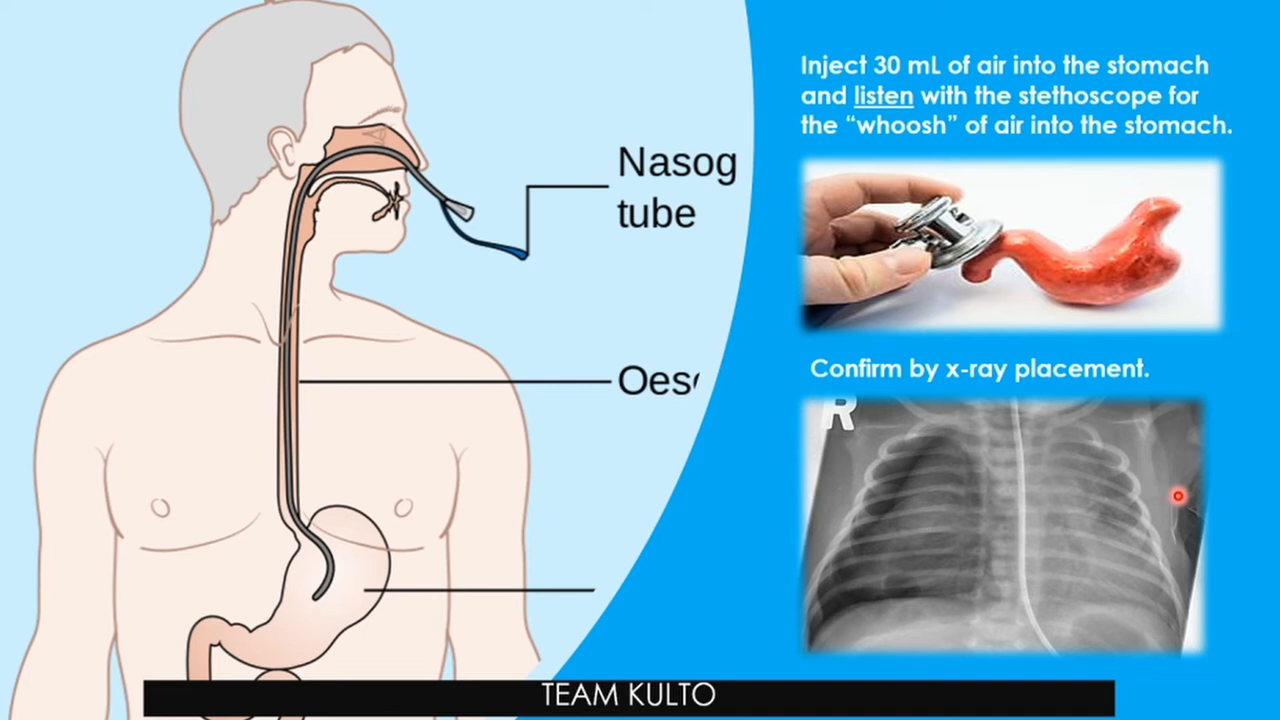 Nasog
tube
Inject 30 mL of air into the stomach
and listen with the stethoscope for
the “whoosh” of air into the stomach.
Confirm by x-ray placement.
R
TEAM KULTO